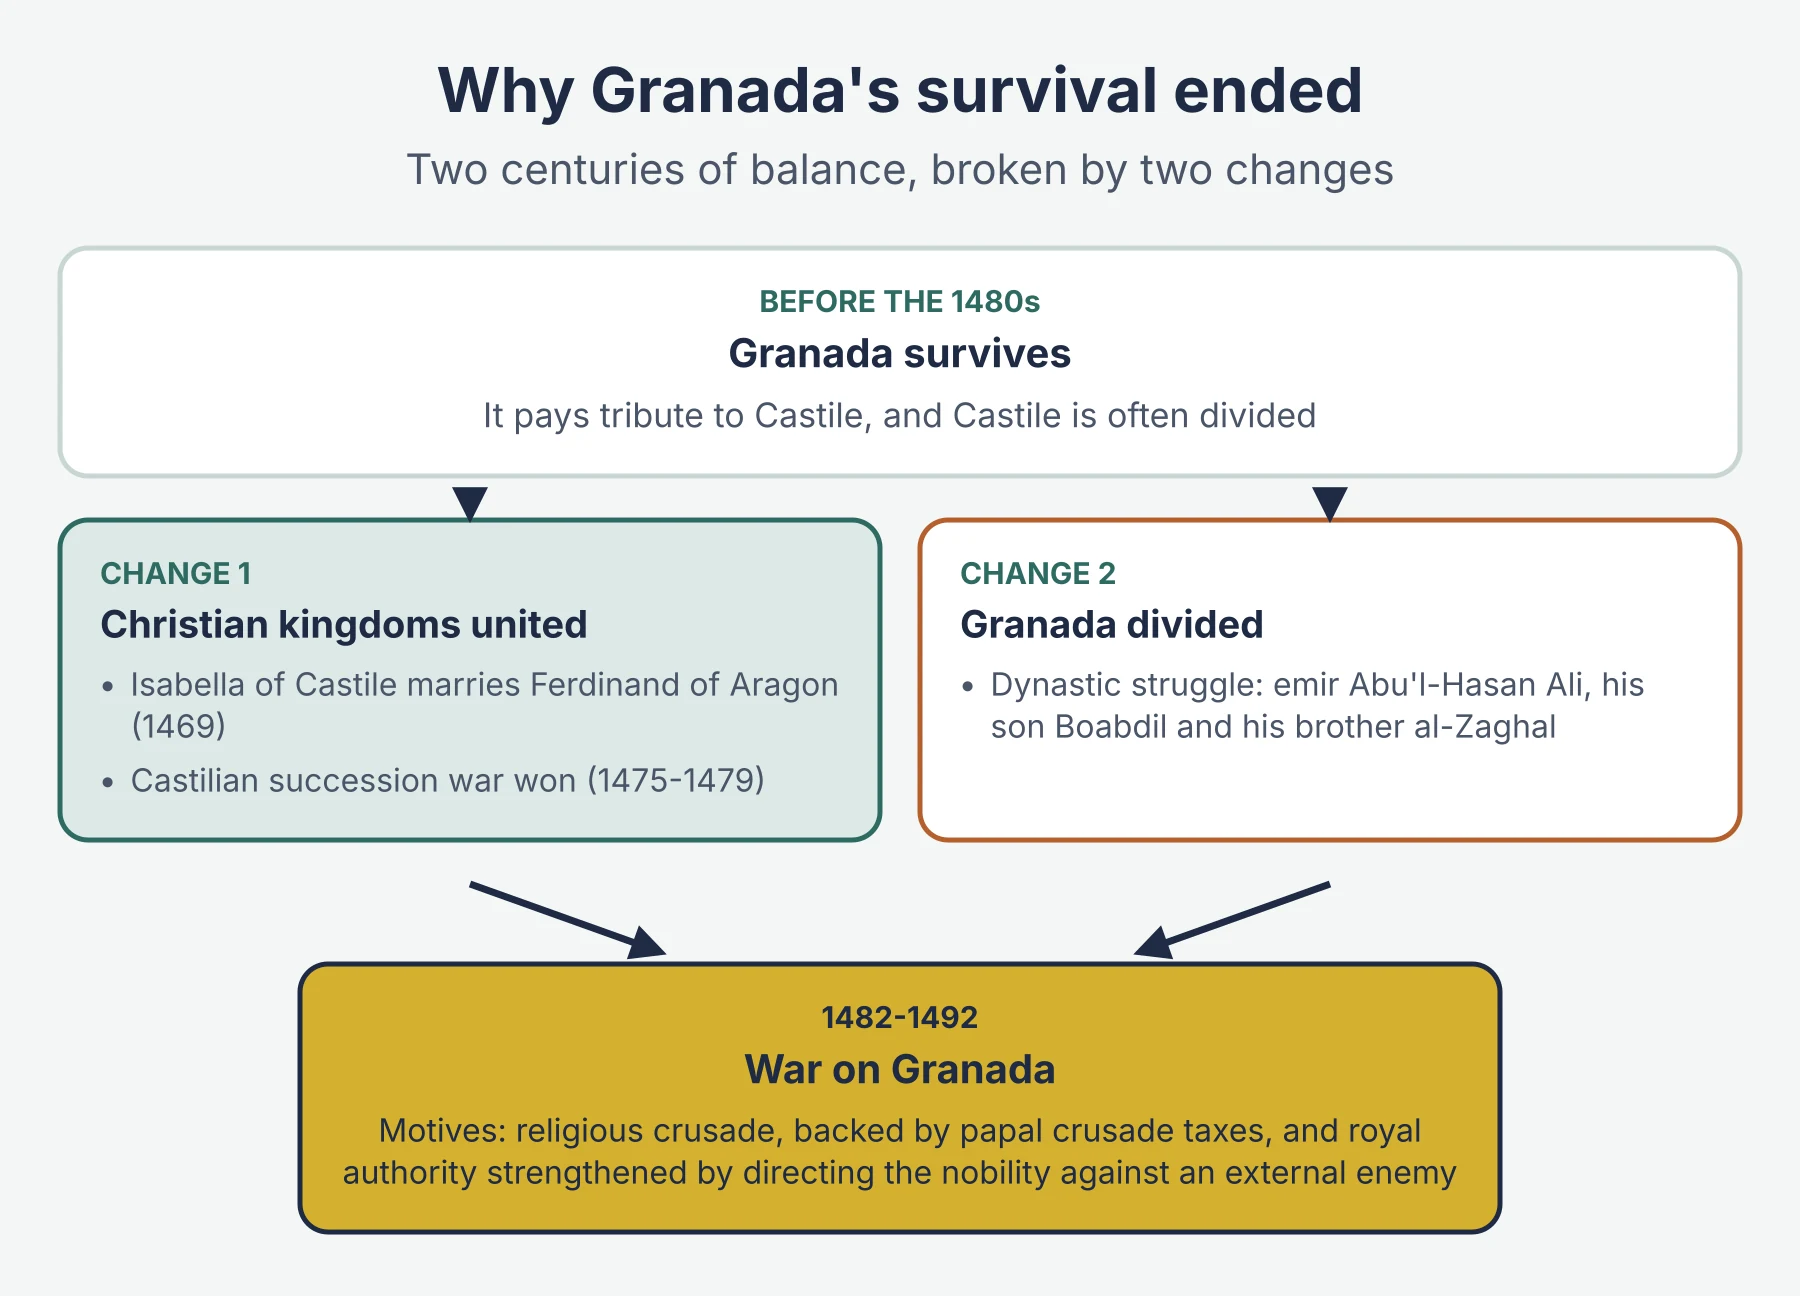 Why Granada's survival ended
Two centuries of balance, broken by two changes
BEFORE THE 1480s
Granada survives
It pays tribute to Castile, and Castile is often divided
CHANGE 1
Christian kingdoms united
• Isabella of Castile marries Ferdinand of Aragon
(1469)
• Castilian succession war won (1475-1479)
CHANGE 2
Granada divided
• Dynastic struggle: emir Abu'l-Hasan Ali, his
son Boabdil and his brother al-Zaghal
1482-1492
War on Granada
Motives: religious crusade, backed by papal crusade taxes, and royal
authority strengthened by directing the nobility against an external enemy